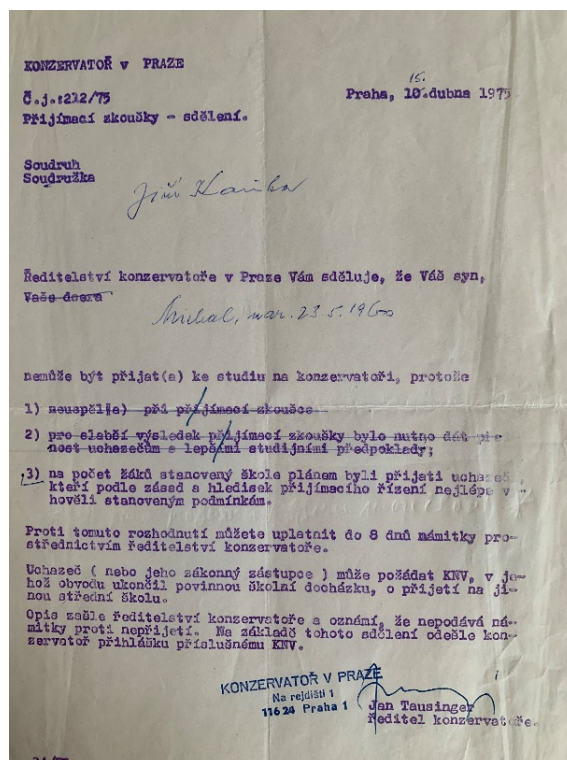 KONZERVATOŘ v PRAZE
Č.j.:212/75
15.
Praha, 10.dubna 1975
Přijímací zkoušky - sdělení.
Soudruh
Soudružka
Jiří
Ředitelství konzervatoře v Praze Vám sděluje, že Váš syn,
Vaše dcera
Michal, nar. 23.5.1960
nemůže být přijat(a) ke studiu na konzervatoři, protože
1) neuspěl(a) při přijímací zkoušce
2) pro slabší výsledek přijímací zkoušky bylo nutno dát před-
nost uchazečům s lepšími studijními předpoklady;
3) na počet žáků stanovený škole plánem byli přijati uchazeči,
kteří podle zásad a hledisek přijímacího řízení nejlépe vy-
hověli stanoveným podmínkám.
Proti tomuto rozhodnutí můžete uplatnit do 8 dnů námitky pro-
střednictvím ředitelství konzervatoře.
Uchazeč ( nebo jeho zákonný zástupce ) může požádat KNV, v je-
hož obvodu ukončil povinnou školní docházku, o přijetí na ji-
nou střední školu.
Opis zašle ředitelství konzervatoře a oznámí, že nepodává ná-
mitky proti nepřijetí. Na základě tohoto sdělení odešle kon-
zervatoř přihlášku příslušnému KNV.
KONZERVATOŘ V PRAZE
Na rejdišti 1
116 24 Praha 1
Jan Tausinger
ředitel konzervatoře.